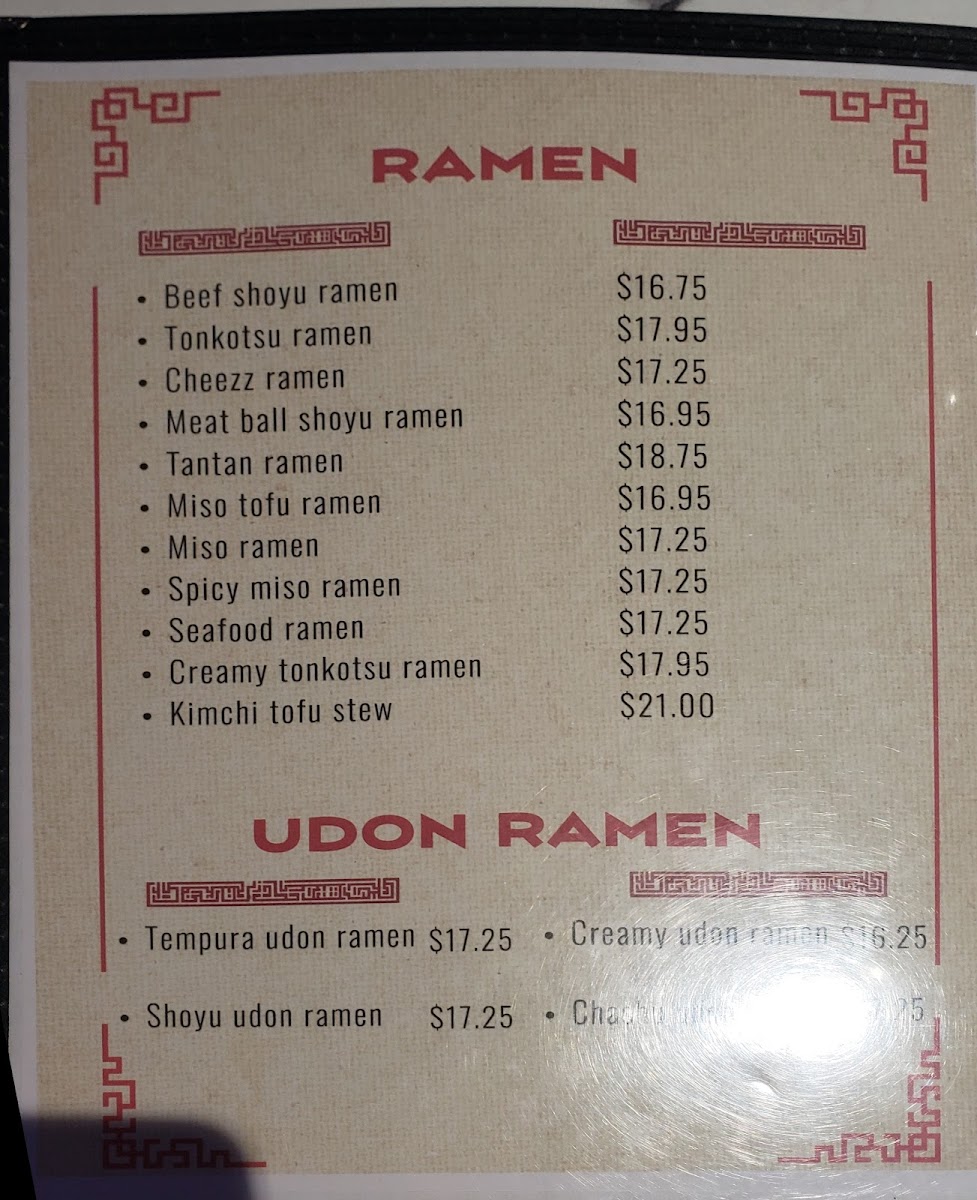 RAMEN
• Beef shoyu ramen $16.75
• Tonkotsu ramen $17.95
• Cheezz ramen $17.25
• Meat ball shoyu ramen $16.95
• Tantan ramen $18.75
• Miso tofu ramen $16.95
• Miso ramen $17.25
• Spicy miso ramen $17.25
• Seafood ramen $17.25
• Creamy tonkotsu ramen $17.95
• Kimchi tofu stew $21.00
UDON RAMEN
• Tempura udon ramen $17.25 • Creamy udon ramen $16.25
• Shoyu udon ramen $17.25 •